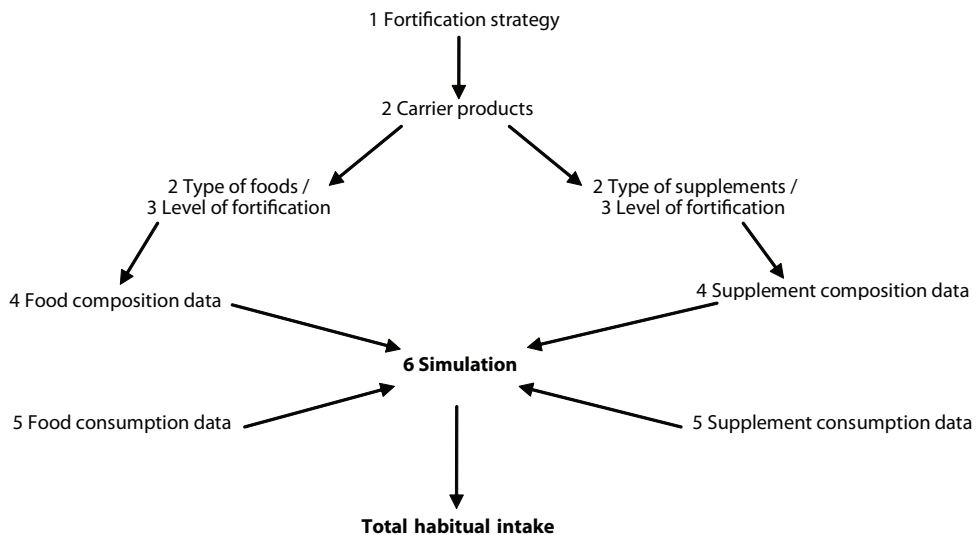 1 Fortification strategy
2 Carrier products
2 Type of foods /
3 Level of fortification
2 Type of supplements /
3 Level of fortification
4 Food composition data
4 Supplement composition data
6 Simulation
5 Food consumption data
5 Supplement consumption data
Total habitual intake